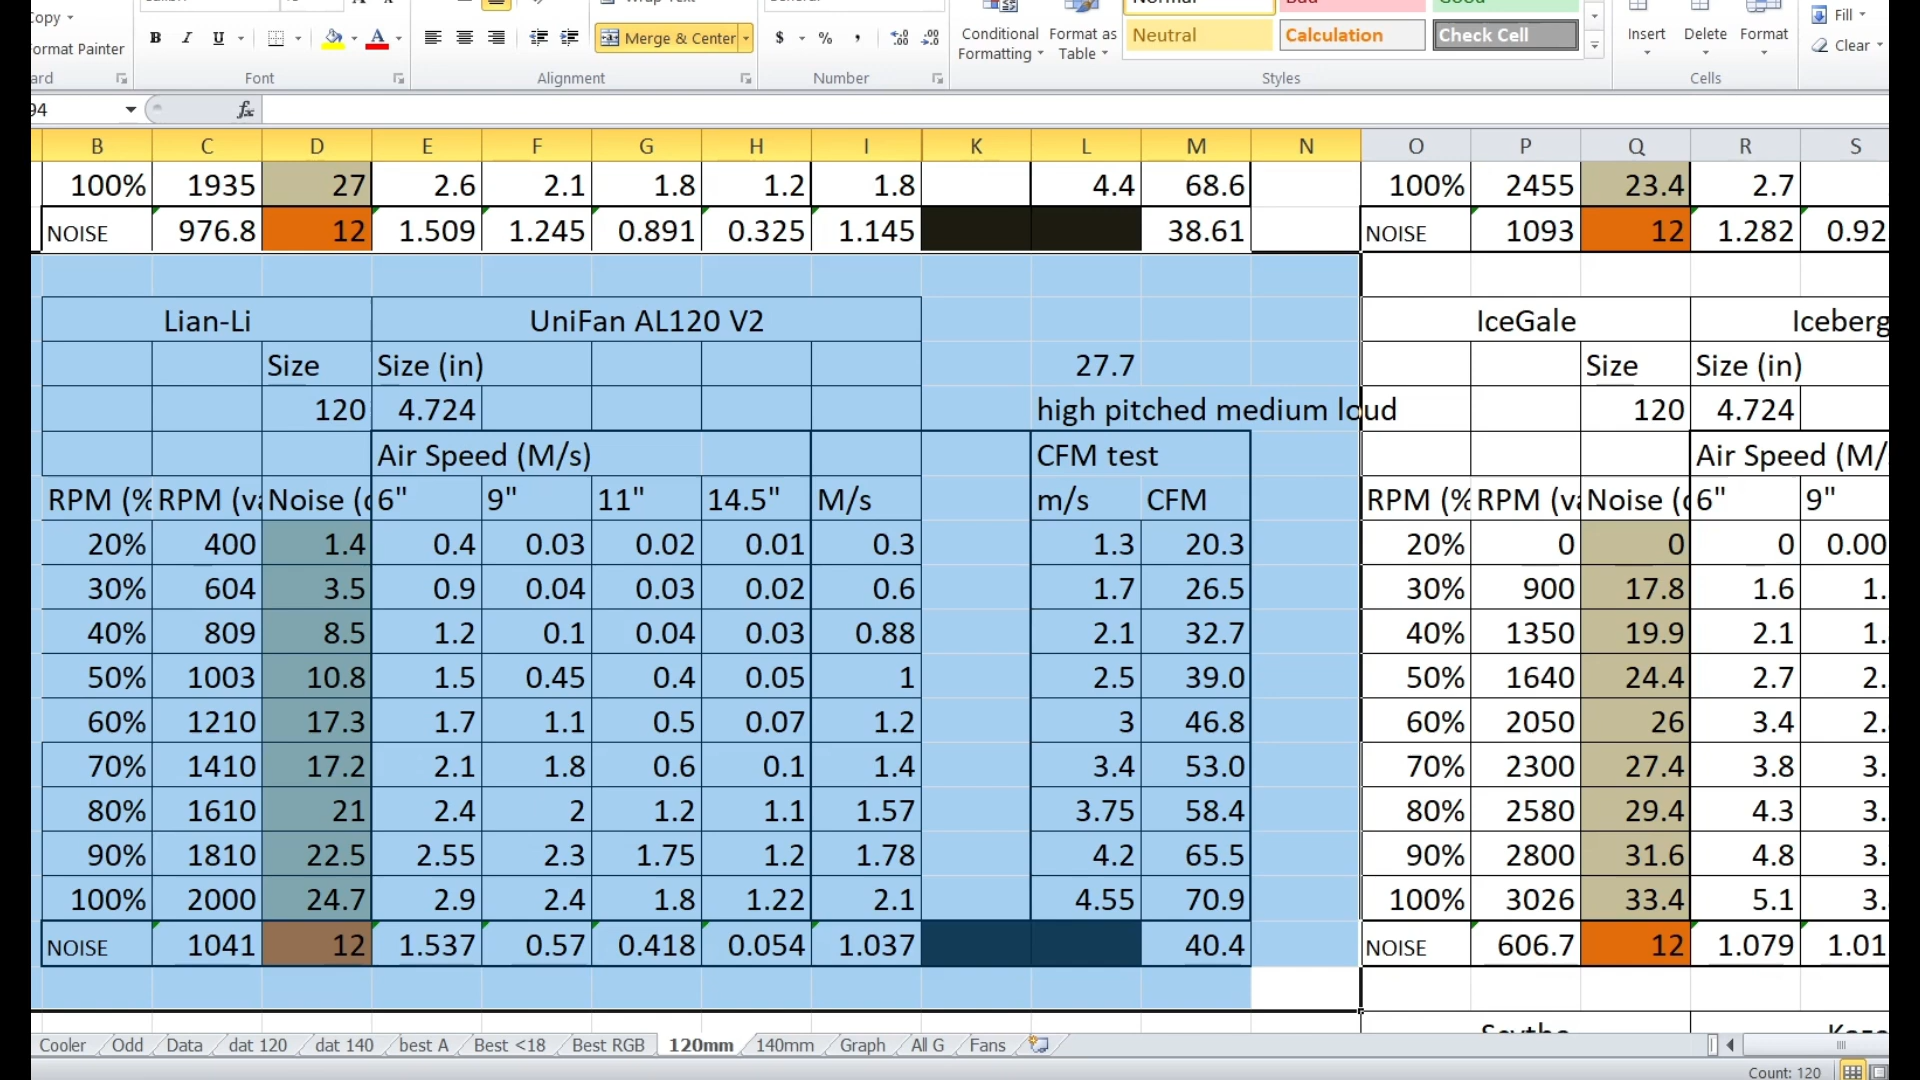 Copy
Wrap Text
General
Normal
Bad
Good
ormat Painter
B I U A
Merge & Center
$ % ,
Conditional Formatting
Format as Table
Neutral
Calculation
Check Cell
Insert
Delete
Format
Fill
Clear
ard
Font
Alignment
Number
Styles
Cells
94 fx
B C D E F G H I K L M N O P Q R S
100% 1935 27 2.6 2.1 1.8 1.2 1.8 4.4 68.6 100% 2455 23.4 2.7
NOISE 976.8 12 1.509 1.245 0.891 0.325 1.145 38.61 NOISE 1093 12 1.282 0.92
Lian-Li UniFan AL120 V2 IceGale Iceberg
Size Size (in) 27.7 Size Size (in)
120 4.724 high pitched medium loud 120 4.724
Air Speed (M/s) CFM test Air Speed (M/
RPM (% RPM (va Noise (d 6" 9" 11" 14.5" M/s m/s CFM RPM (% RPM (va Noise (d 6" 9"
20% 400 1.4 0.4 0.03 0.02 0.01 0.3 1.3 20.3 20% 0 0 0 0.00
30% 604 3.5 0.9 0.04 0.03 0.02 0.6 1.7 26.5 30% 900 17.8 1.6 1.
40% 809 8.5 1.2 0.1 0.04 0.03 0.88 2.1 32.7 40% 1350 19.9 2.1 1.
50% 1003 10.8 1.5 0.45 0.4 0.05 1 2.5 39.0 50% 1640 24.4 2.7 2.
60% 1210 17.3 1.7 1.1 0.5 0.07 1.2 3 46.8 60% 2050 26 3.4 2.
70% 1410 17.2 2.1 1.8 0.6 0.1 1.4 3.4 53.0 70% 2300 27.4 3.8 3.
80% 1610 21 2.4 2 1.2 1.1 1.57 3.75 58.4 80% 2580 29.4 4.3 3.
90% 1810 22.5 2.55 2.3 1.75 1.2 1.78 4.2 65.5 90% 2800 31.6 4.8 3.
100% 2000 24.7 2.9 2.4 1.8 1.22 2.1 4.55 70.9 100% 3026 33.4 5.1 3.
NOISE 1041 12 1.537 0.57 0.418 0.054 1.037 40.4 NOISE 606.7 12 1.079 1.01
Scythe
Cooler Odd Data dat 120 dat 140 best A Best <18 Best RGB 120mm 140mm Graph All G Fans
Count: 120